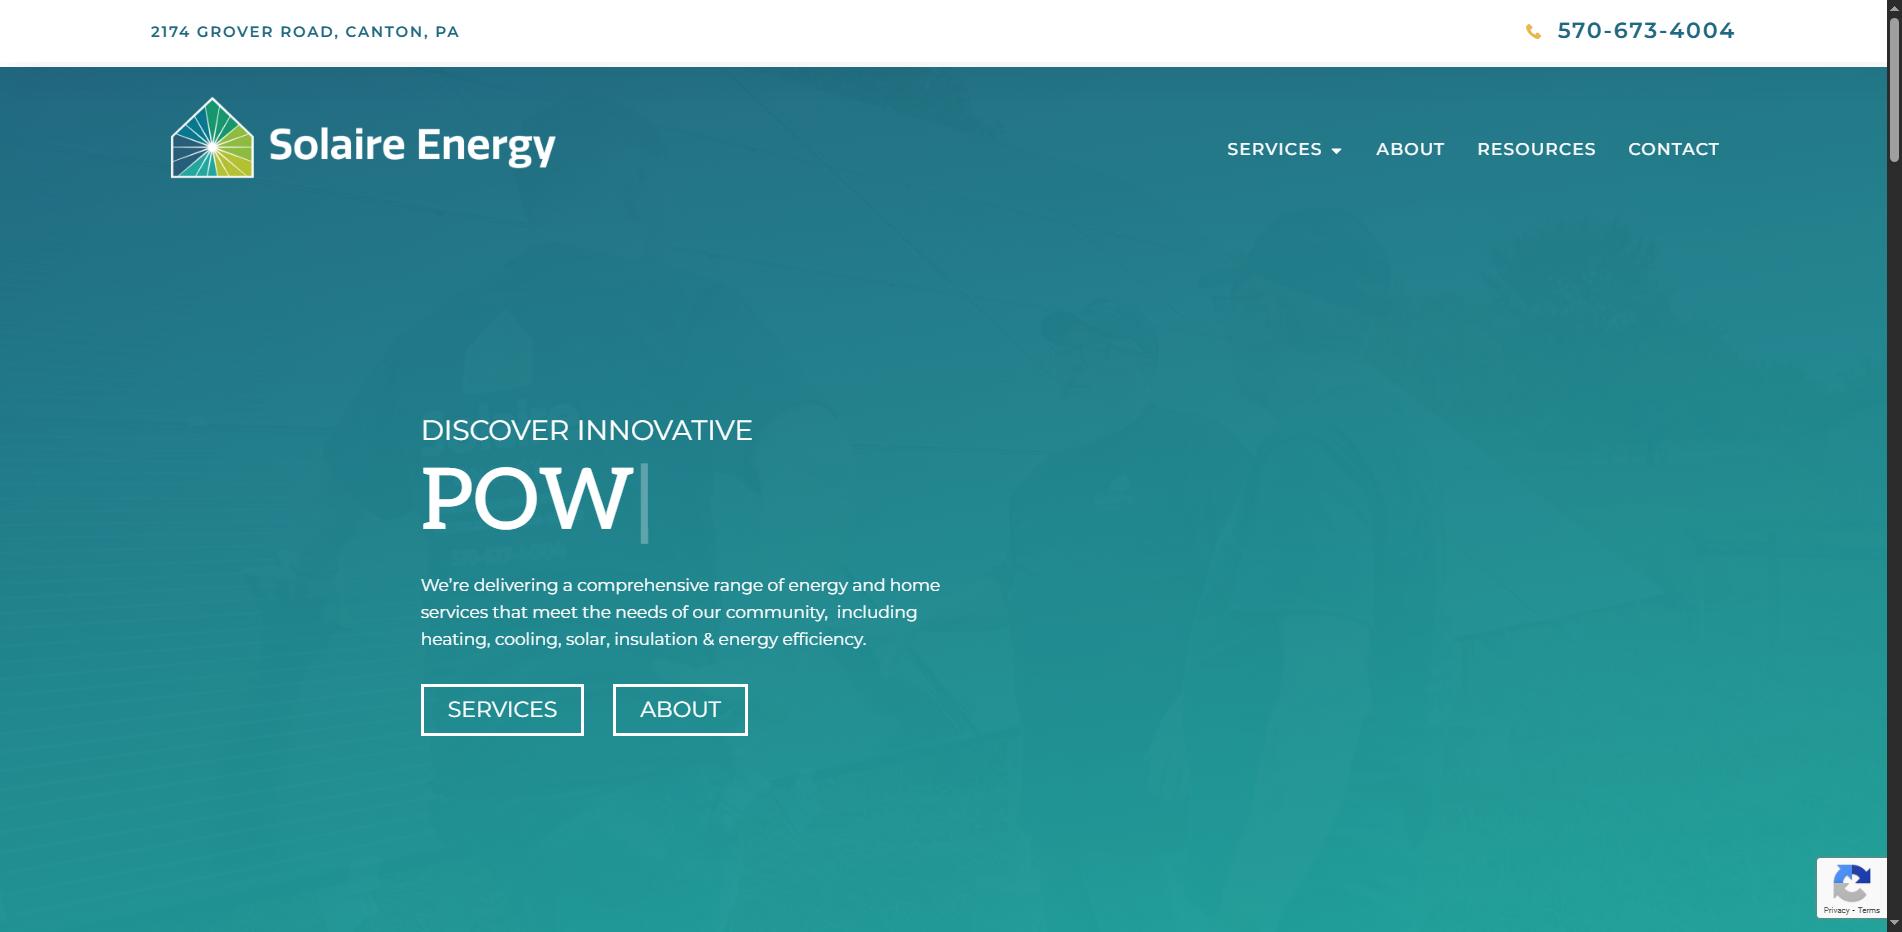 2174 GROVER ROAD, CANTON, PA
570-673-4004
Solaire Energy
SERVICES ABOUT RESOURCES CONTACT
DISCOVER INNOVATIVE
POW
We’re delivering a comprehensive range of energy and home
services that meet the needs of our community,  including
heating, cooling, solar, insulation & energy efficiency.
SERVICES ABOUT
Privacy - Terms